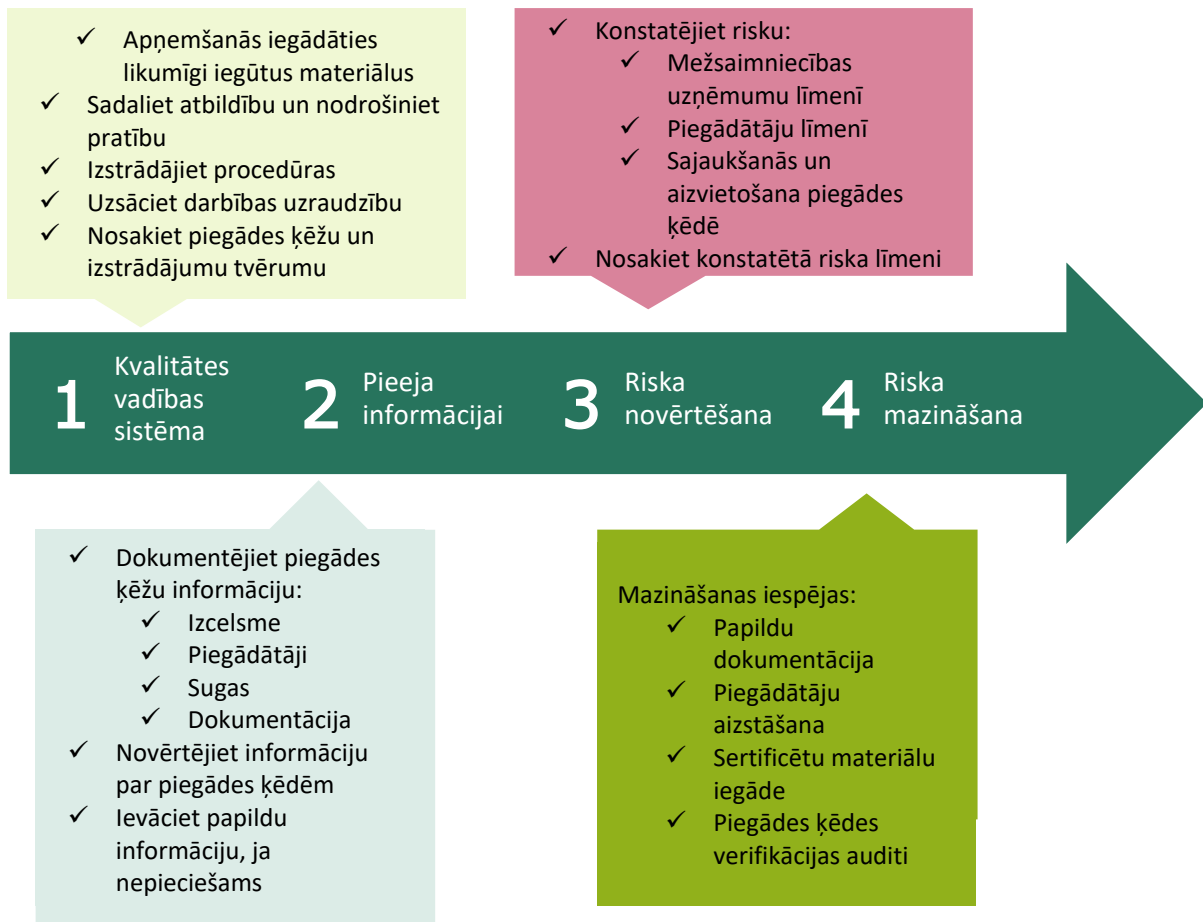 ✓ Apņemšanās iegādāties
likumīgi iegūtus materiālus
✓ Sadaliet atbildību un nodrošiniet
pratību
✓ Izstrādājiet procedūras
✓ Uzsāciet darbības uzraudzību
✓ Nosakiet piegādes ķēžu un
izstrādājumu tvērumu
✓ Konstatējiet risku:
✓ Mežsaimniecības
uzņēmumu līmenī
✓ Piegādātāju līmenī
✓ Sajaukšanās un
aizvietošana piegādes
ķēdē
✓ Nosakiet konstatētā riska līmeni
1 Kvalitātes
vadības
sistēma
2 Pieeja
informācijai
3 Riska
novērtēšana
4 Riska
mazināšana
✓ Dokumentējiet piegādes
ķēžu informāciju:
✓ Izcelsme
✓ Piegādātāji
✓ Sugas
✓ Dokumentācija
✓ Novērtējiet informāciju
par piegādes ķēdēm
✓ Ievāciet papildu
informāciju, ja
nepieciešams
Mazināšanas iespējas:
✓ Papildu
dokumentācija
✓ Piegādātāju
aizstāšana
✓ Sertificētu materiālu
iegāde
✓ Piegādes ķēdes
verifikācijas auditi